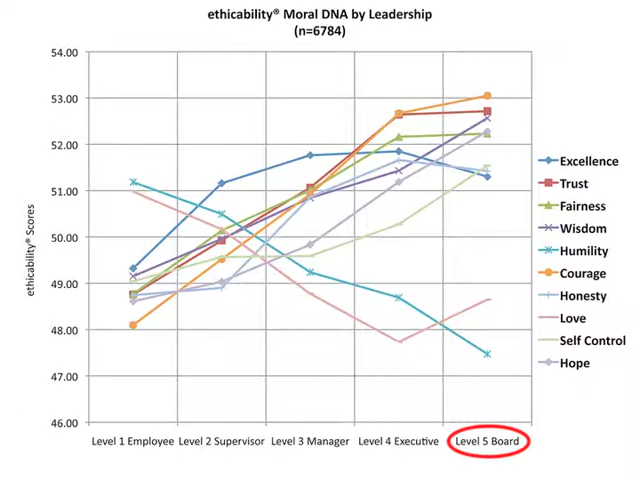 ethicability® Moral DNA by Leadership
(n=6784)
54.00
53.00
52.00
51.00
50.00
49.00
48.00
47.00
46.00
ethicability® Scores
Level 1 Employee Level 2 Supervisor Level 3 Manager Level 4 Executive Level 5 Board
Excellence
Trust
Fairness
Wisdom
Humility
Courage
Honesty
Love
Self Control
Hope